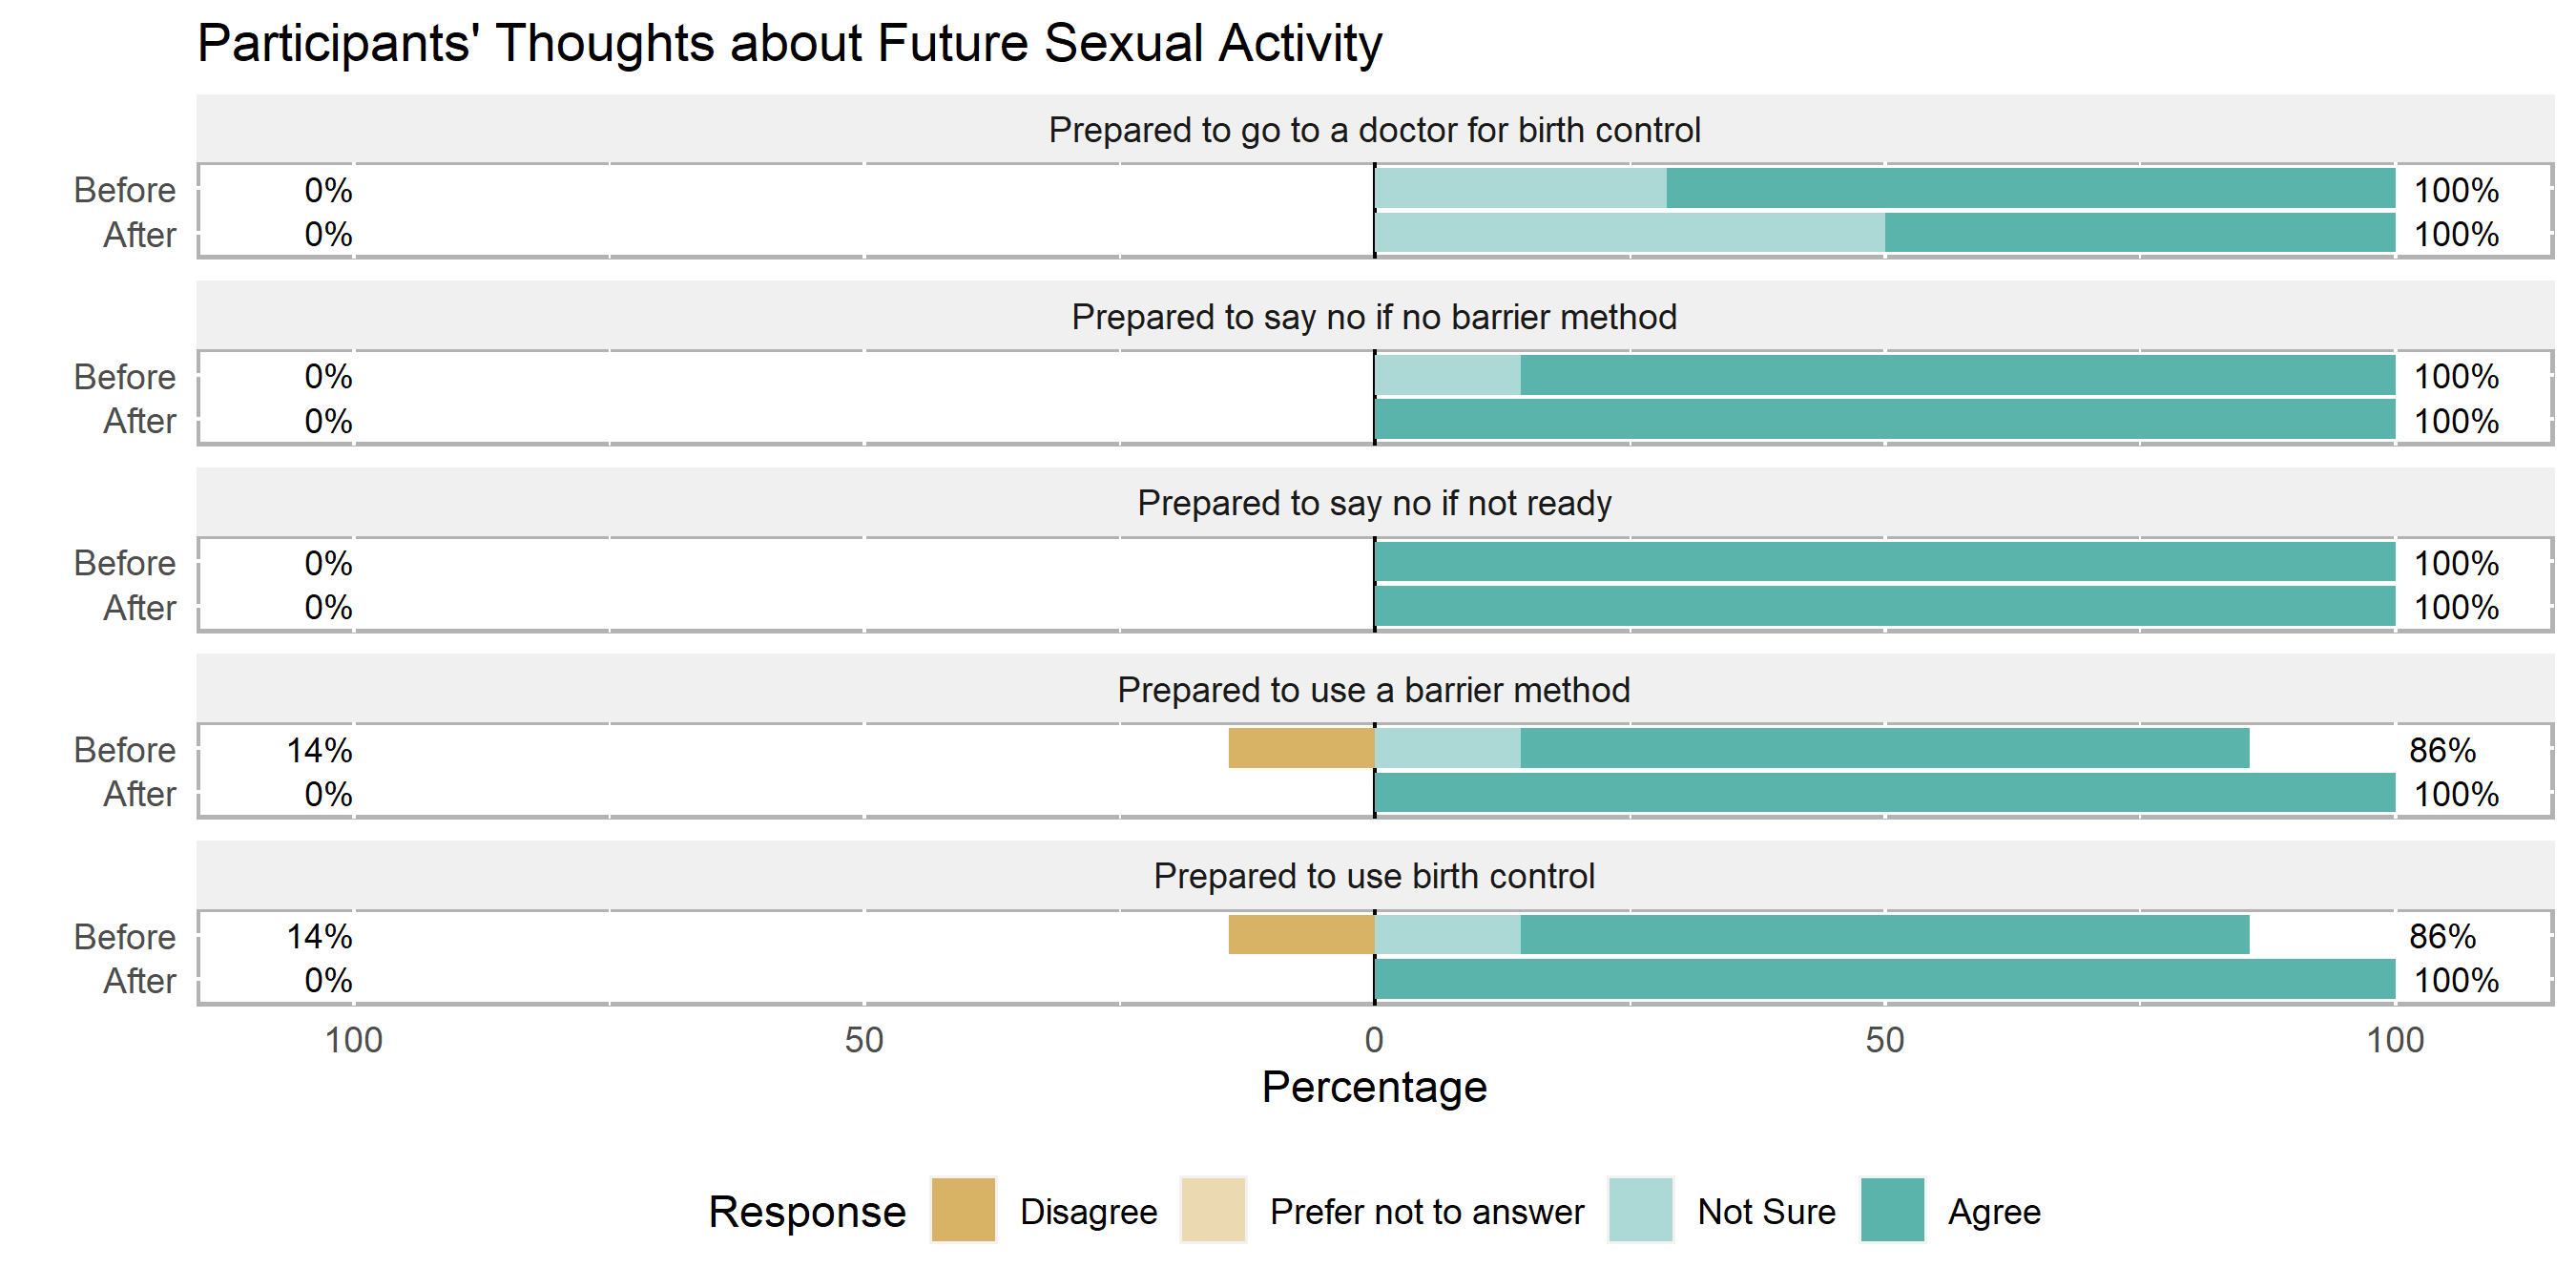 Participants' Thoughts about Future Sexual Activity
Prepared to go to a doctor for birth control
Before 0% 100%
After 0% 100%
Prepared to say no if no barrier method
Before 0% 100%
After 0% 100%
Prepared to say no if not ready
Before 0% 100%
After 0% 100%
Prepared to use a barrier method
Before 14% 86%
After 0% 100%
Prepared to use birth control
Before 14% 86%
After 0% 100%
100 50 0 50 100
Percentage
Response Disagree Prefer not to answer Not Sure Agree